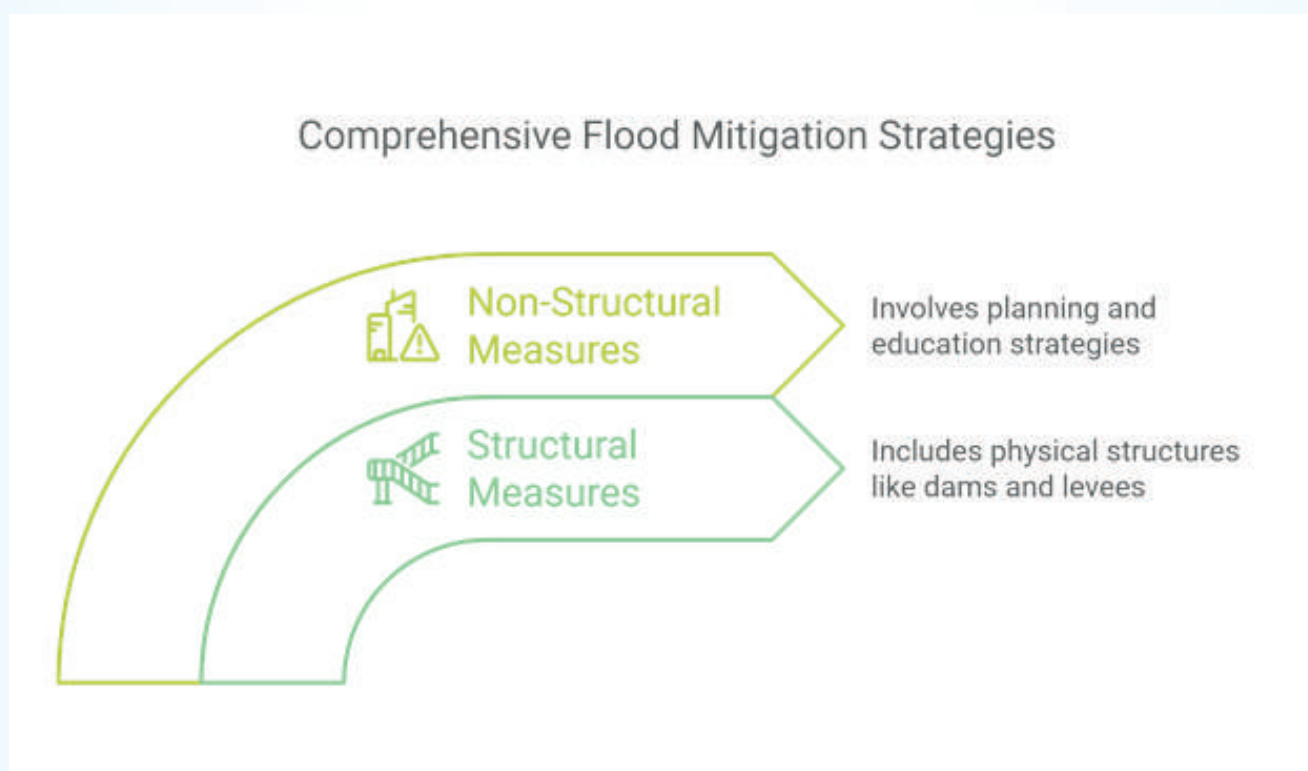 Comprehensive Flood Mitigation Strategies
Non-Structural
Measures
Involves planning and
education strategies
Structural
Measures
Includes physical structures
like dams and levees